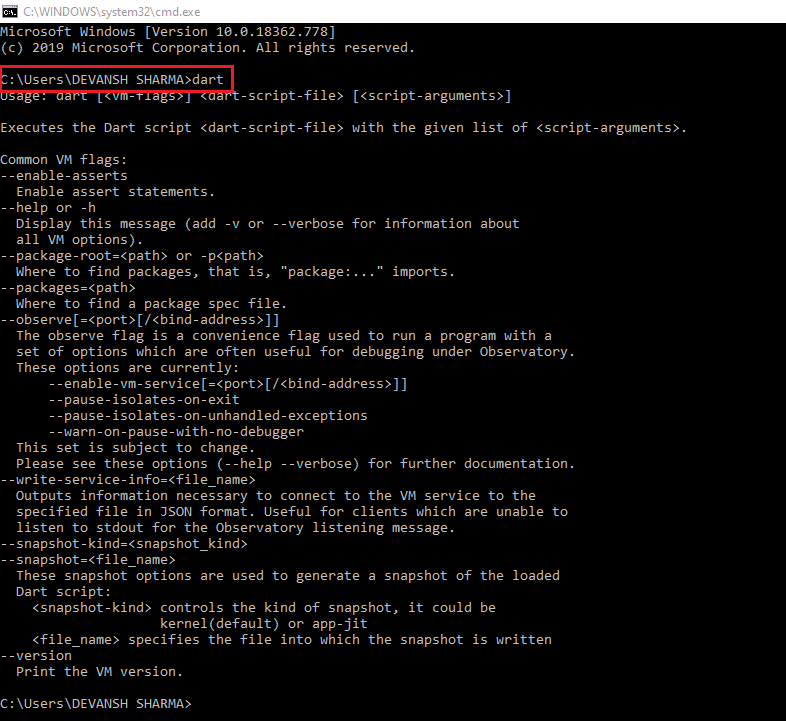 C:\WINDOWS\system32\cmd.exe
Microsoft Windows [Version 10.0.18362.778]
(c) 2019 Microsoft Corporation. All rights reserved.
C:\Users\DEVANSH SHARMA>dart
Usage: dart [<vm-flags>] <dart-script-file> [<script-arguments>]
Executes the Dart script <dart-script-file> with the given list of <script-arguments>.
Common VM flags:
--enable-asserts
Enable assert statements.
--help or -h
Display this message (add -v or --verbose for information about
all VM options).
--package-root=<path> or -p<path>
Where to find packages, that is, "package:..." imports.
--packages=<path>
Where to find a package spec file.
--observe[=<port>[/<bind-address>]]
The observe flag is a convenience flag used to run a program with a
set of options which are often useful for debugging under Observatory.
These options are currently:
--enable-vm-service[=<port>[/<bind-address>]]
--pause-isolates-on-exit
--pause-isolates-on-unhandled-exceptions
--warn-on-pause-with-no-debugger
This set is subject to change.
Please see these options (--help --verbose) for further documentation.
--write-service-info=<file_name>
Outputs information necessary to connect to the VM service to the
specified file in JSON format. Useful for clients which are unable to
listen to stdout for the Observatory listening message.
--snapshot-kind=<snapshot_kind>
--snapshot=<file_name>
These snapshot options are used to generate a snapshot of the loaded
Dart script:
<snapshot-kind> controls the kind of snapshot, it could be
kernel(default) or app-jit
<file_name> specifies the file into which the snapshot is written
--version
Print the VM version.
C:\Users\DEVANSH SHARMA>